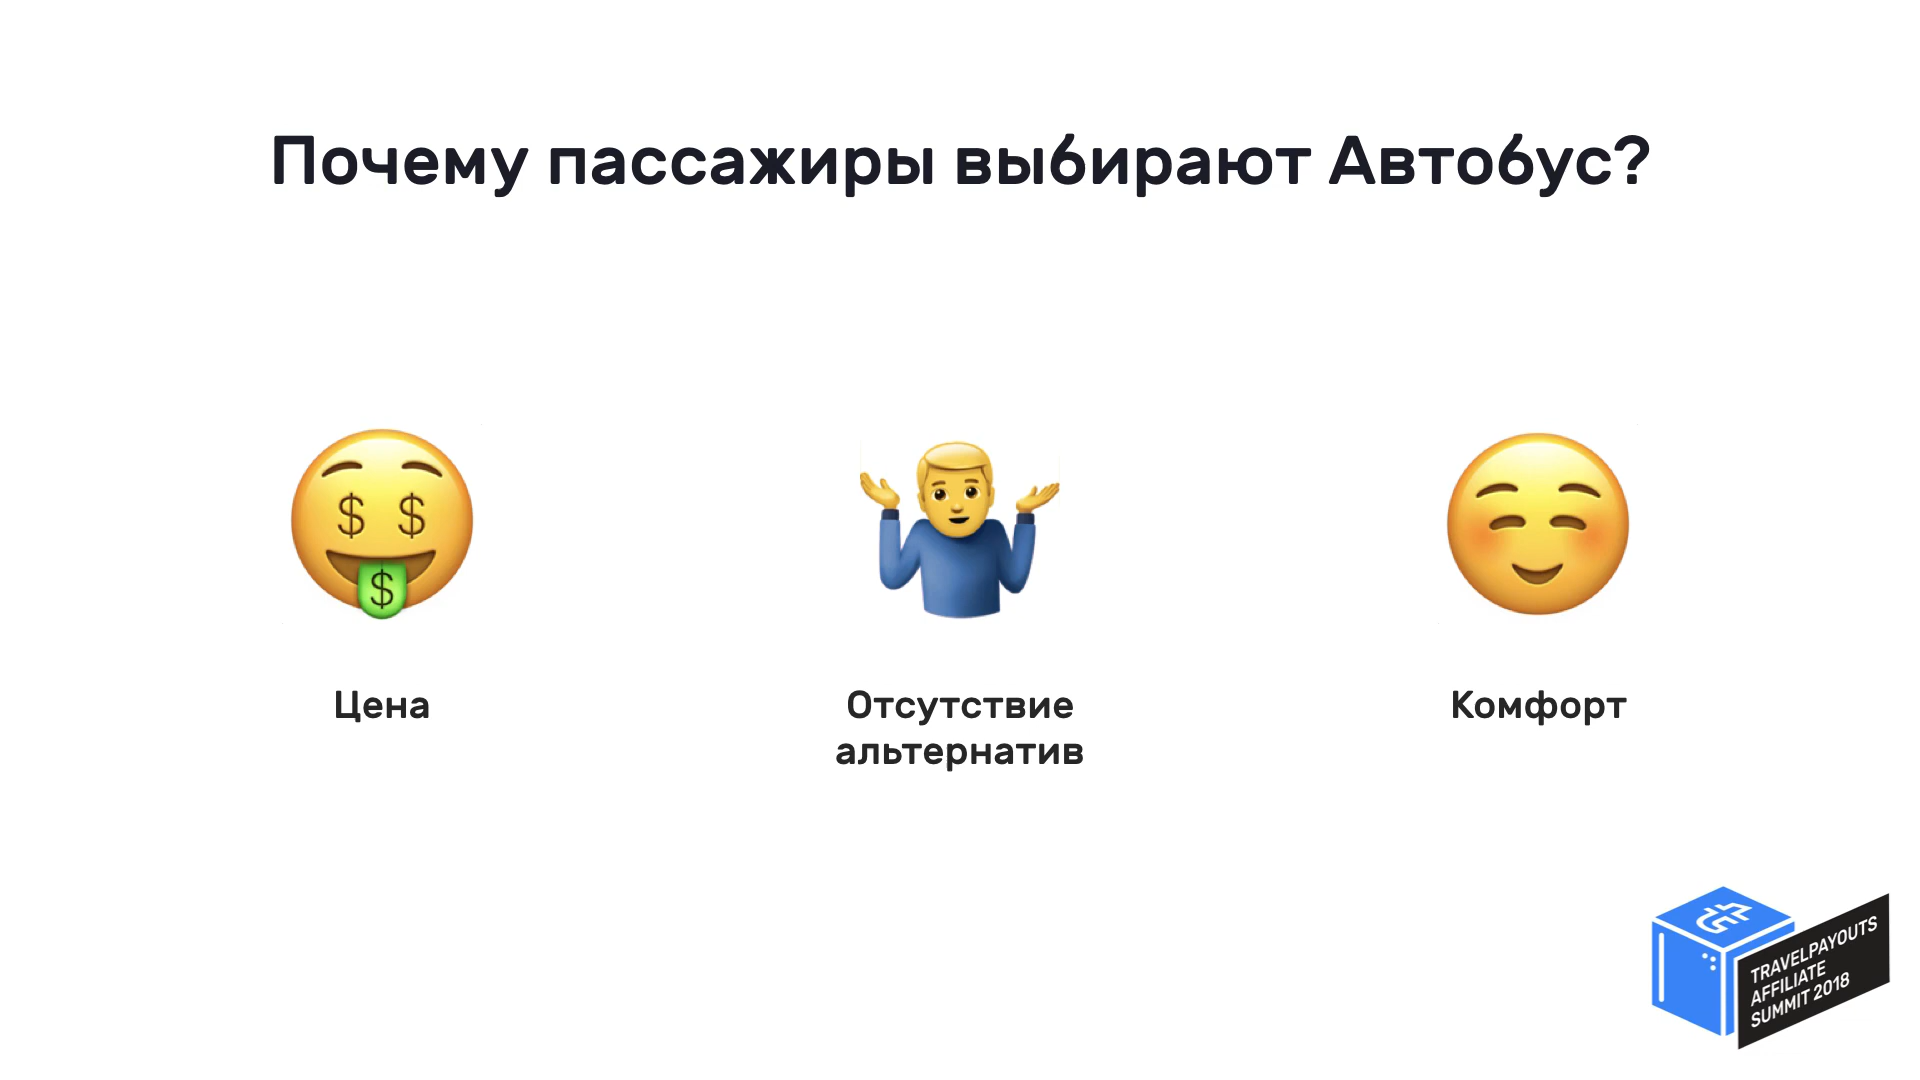 Почему пассажиры выбирают Автобус?
$ $
$
Цена
Отсутствие
альтернатив
Комфорт
TRAVELPAYOUTS
AFFILIATE
SUMMIT 2018